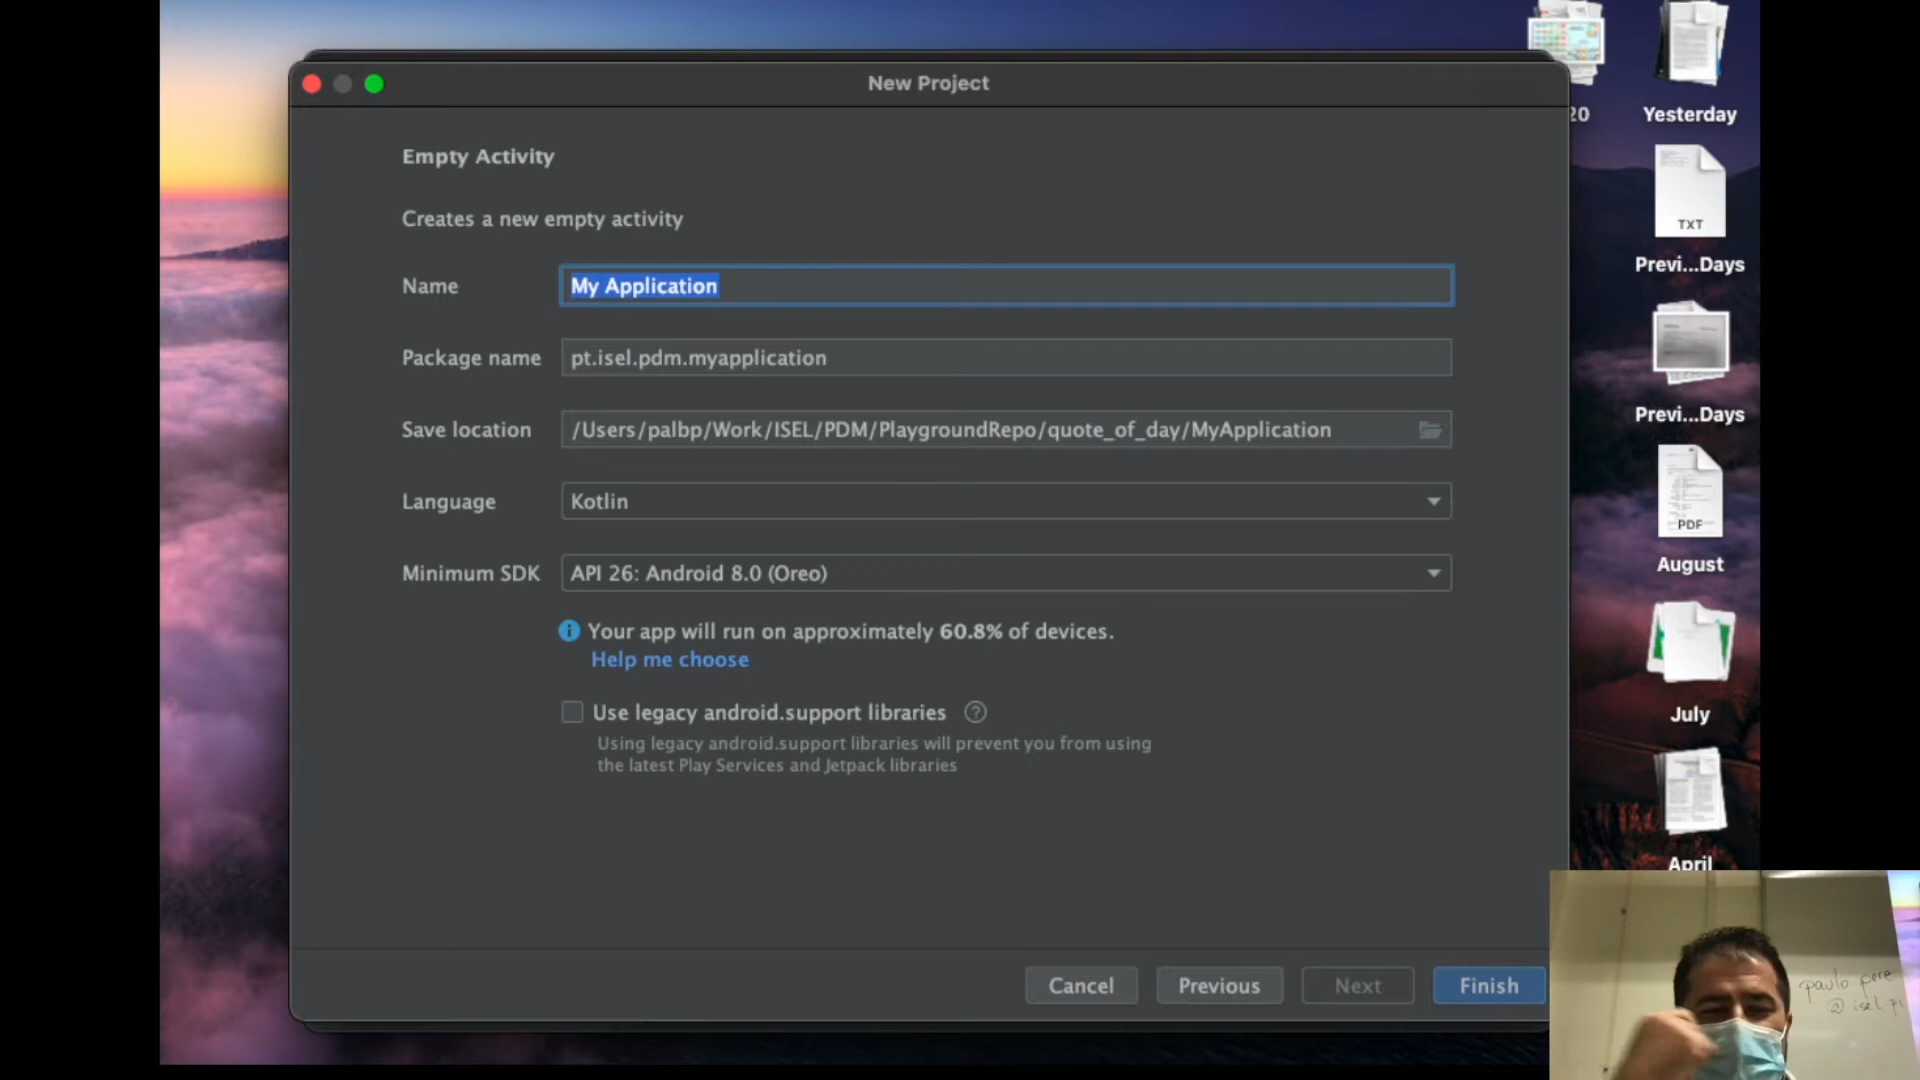 New Project
Empty Activity
Creates a new empty activity
Name
My Application
Package name
pt.isel.pdm.myapplication
Save location
/Users/palbp/Work/ISEL/PDM/PlaygroundRepo/quote_of_day/MyApplication
Language
Kotlin
Minimum SDK
API 26: Android 8.0 (Oreo)
Your app will run on approximately 60.8% of devices.
Help me choose
Use legacy android.support libraries
Using legacy android.support libraries will prevent you from using
the latest Play Services and Jetpack libraries
Cancel
Previous
Next
Finish
20
Yesterday
TXT
Previ...Days
Previ...Days
PDF
August
July
April
paulo
@ isel